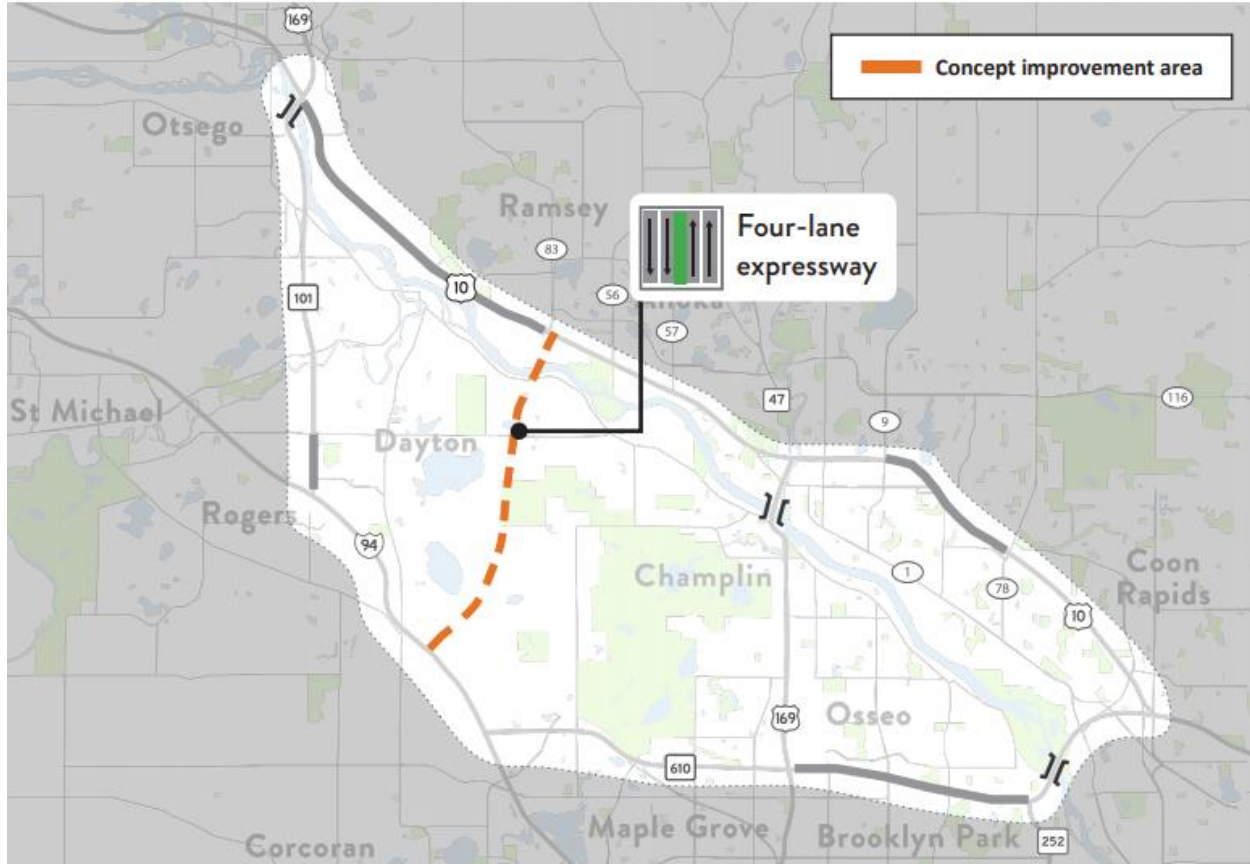 169
Concept improvement area
Otsego
Ramsey
Four-lane
expressway
83
10
56
101
57
47
116
St Michael
9
Dayton
Rogers
94
Champlin
1
78
Coon
Rapids
10
169
Osseo
610
Maple Grove
Brooklyn Park
252
Corcoran